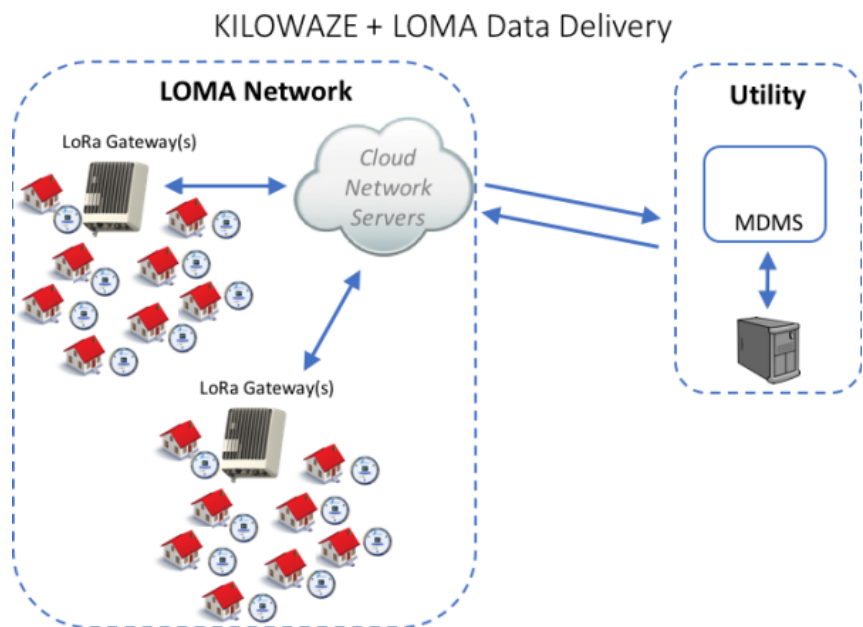 KILOWAZE + LOMA Data Delivery
LOMA Network
LoRa Gateway(s)
Cloud
Network
Servers
LoRa Gateway(s)
Utility
MDMS